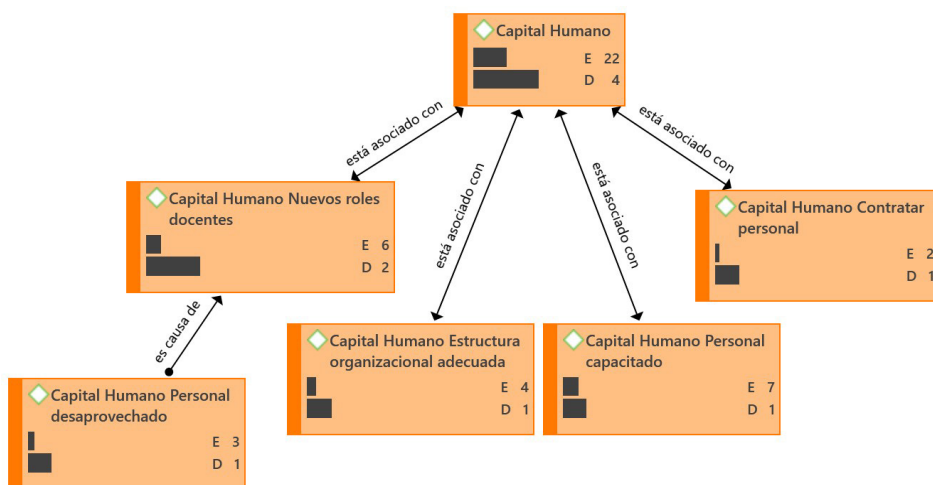 Capital Humano
E 22
D 4
está asociado con
está asociado con
está asociado con
está asociado con
Capital Humano Nuevos roles
docentes
E 6
D 2
Capital Humano Contratar
personal
E 2
D 1
es causa de
Capital Humano Estructura
organizacional adecuada
E 4
D 1
Capital Humano Personal
capacitado
E 7
D 1
Capital Humano Personal
desaprovechado
E 3
D 1